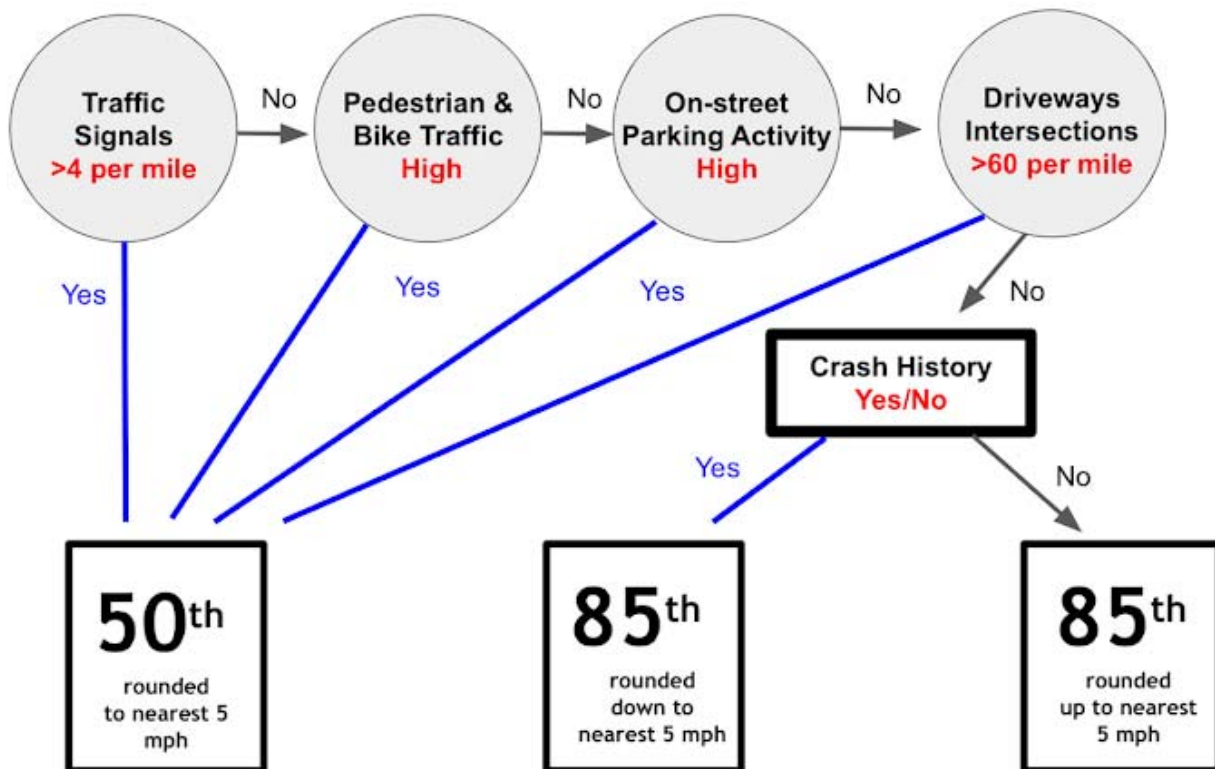 Traffic
Signals
>4 per mile
No
Pedestrian &
Bike Traffic
High
No
On-street
Parking Activity
High
No
Driveways
Intersections
>60 per mile
Yes
Yes
Yes
No
Crash History
Yes/No
Yes
No
50th
rounded
to nearest 5
mph
85th
rounded
down to
nearest 5 mph
85th
rounded
up to nearest
5 mph